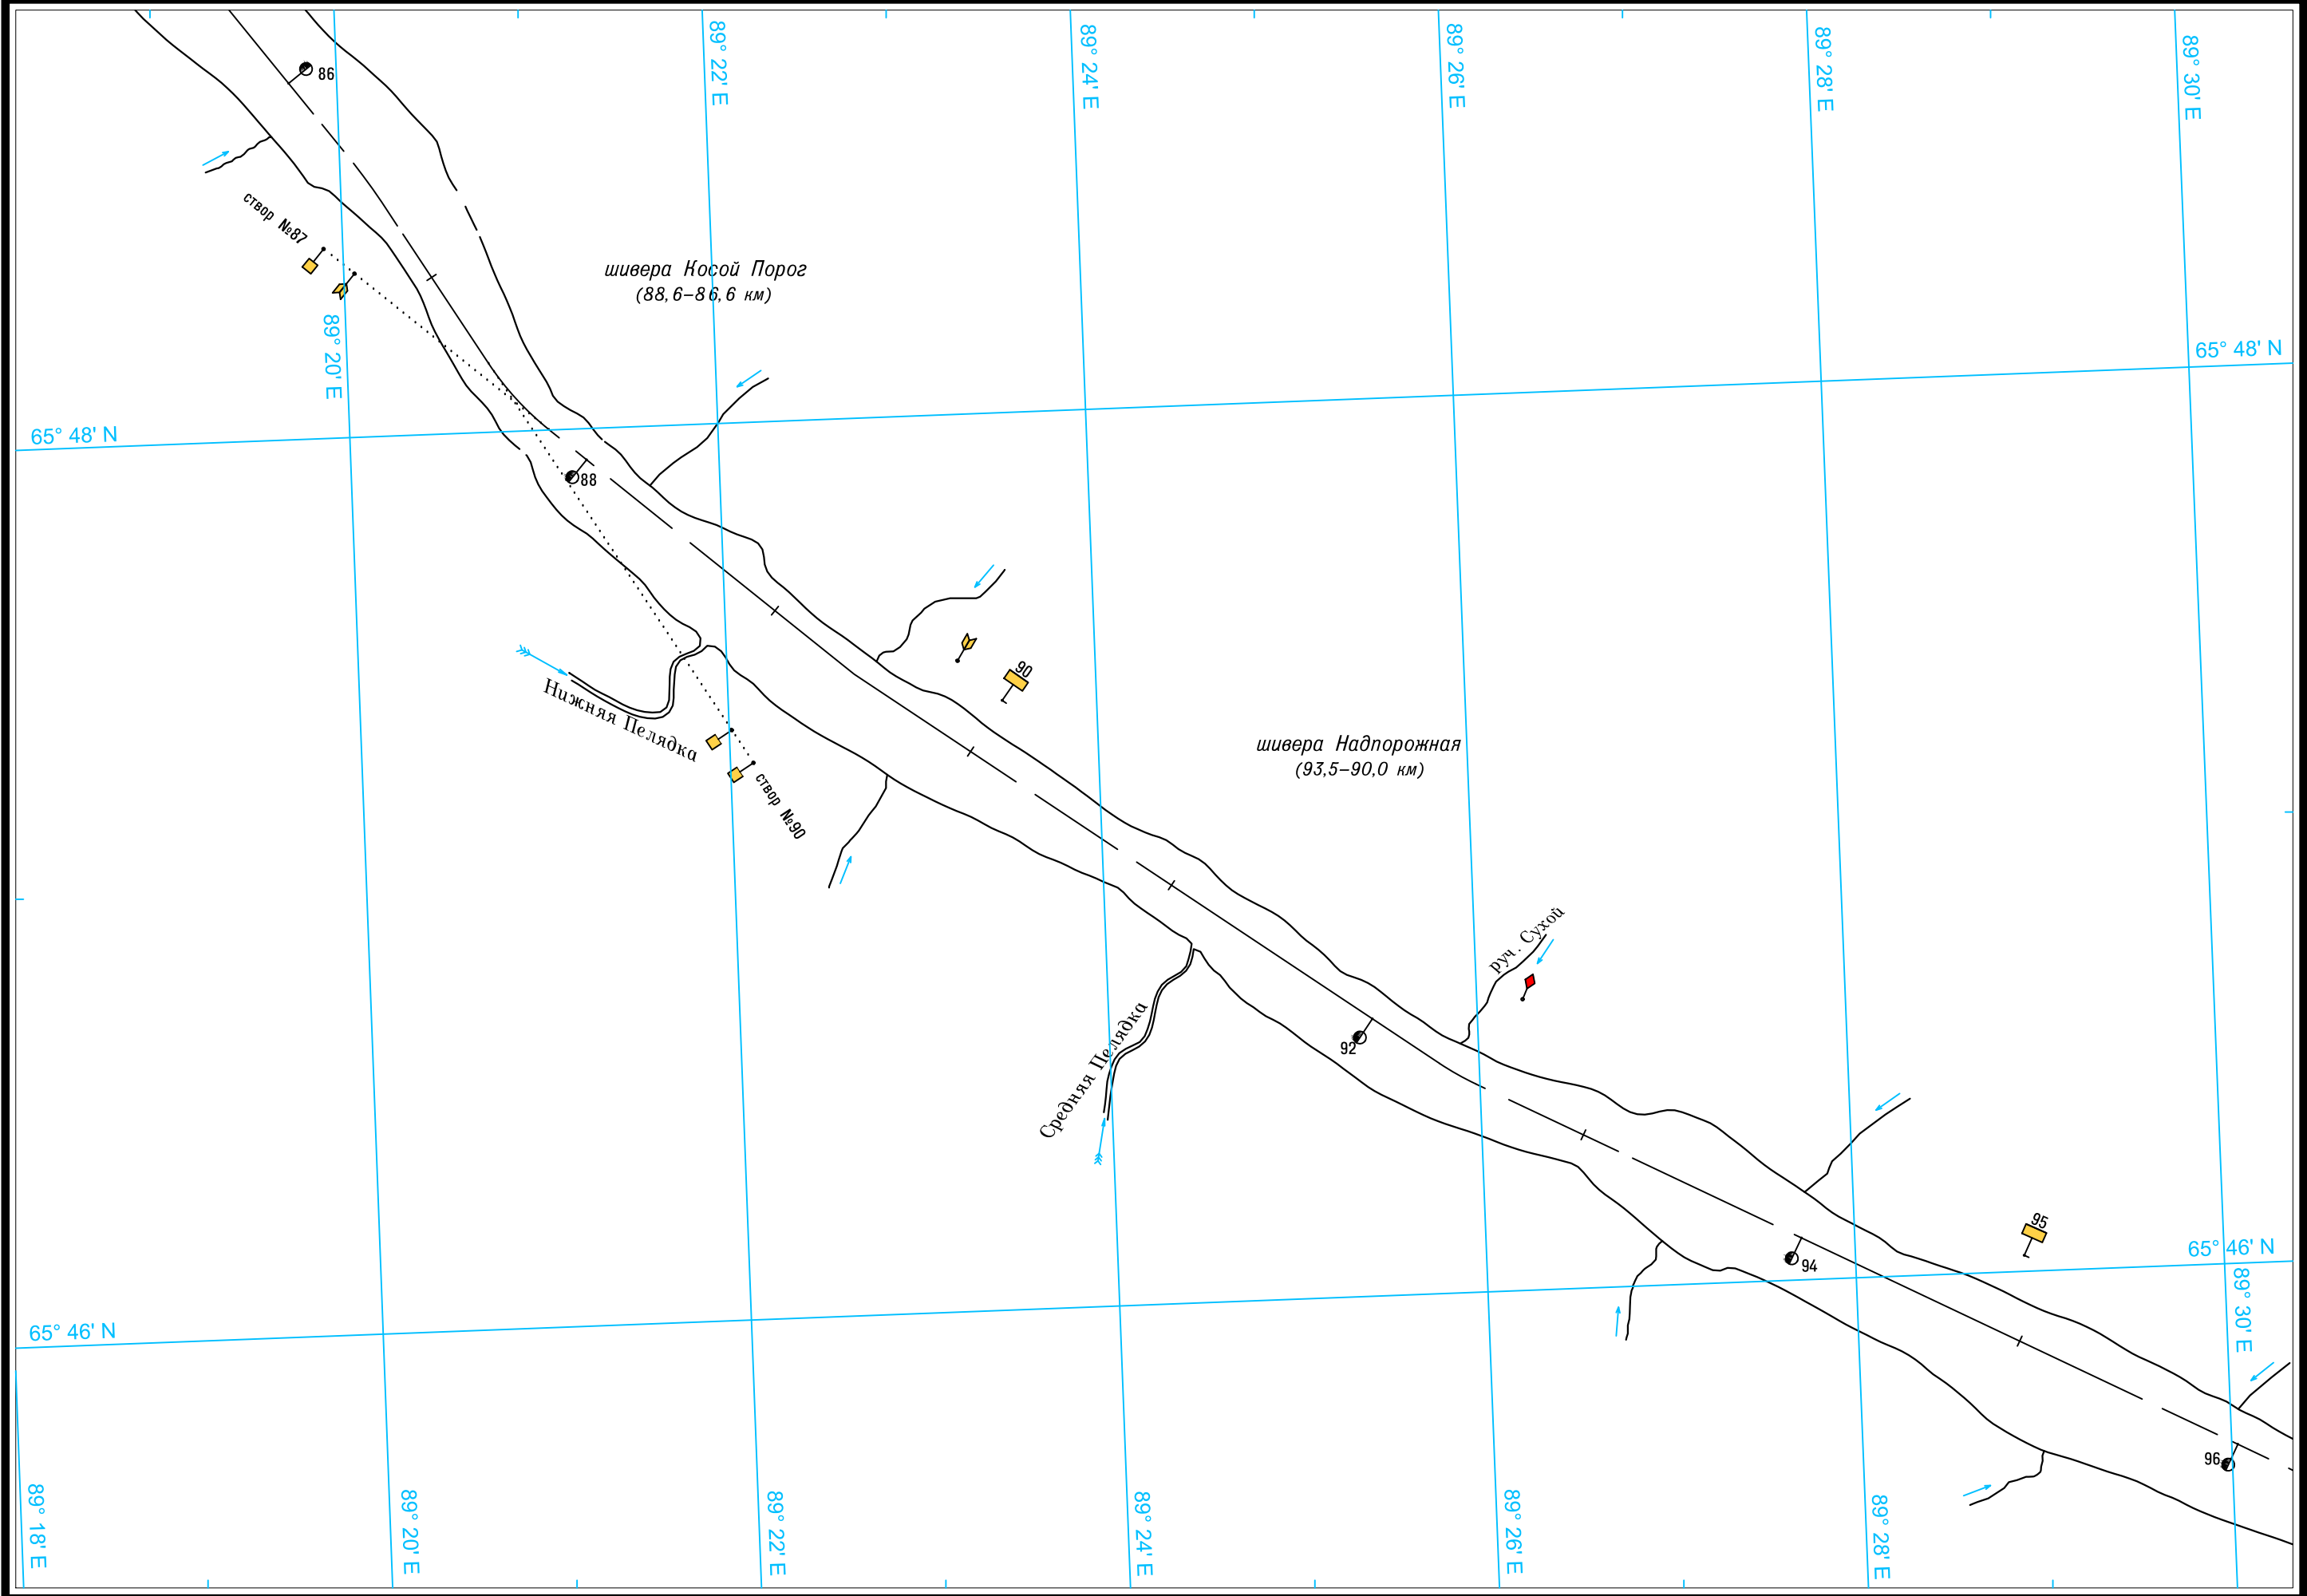 89° 22' E
89° 24' E
89° 26' E
89° 28' E
89° 30' E
86
створ №87
шивера Косой Порог
(88,6–86,6 км)
89° 20' E
65° 48' N
65° 48' N
88
90
Нижняя Пелядка
створ №90
шивера Надпорожная
(93,5–90,0 км)
руч. Сухой
Средняя Пелядка
92
95
94
65° 46' N
65° 46' N
89° 30' E
96
89° 18' E
89° 20' E
89° 22' E
89° 24' E
89° 26' E
89° 28' E